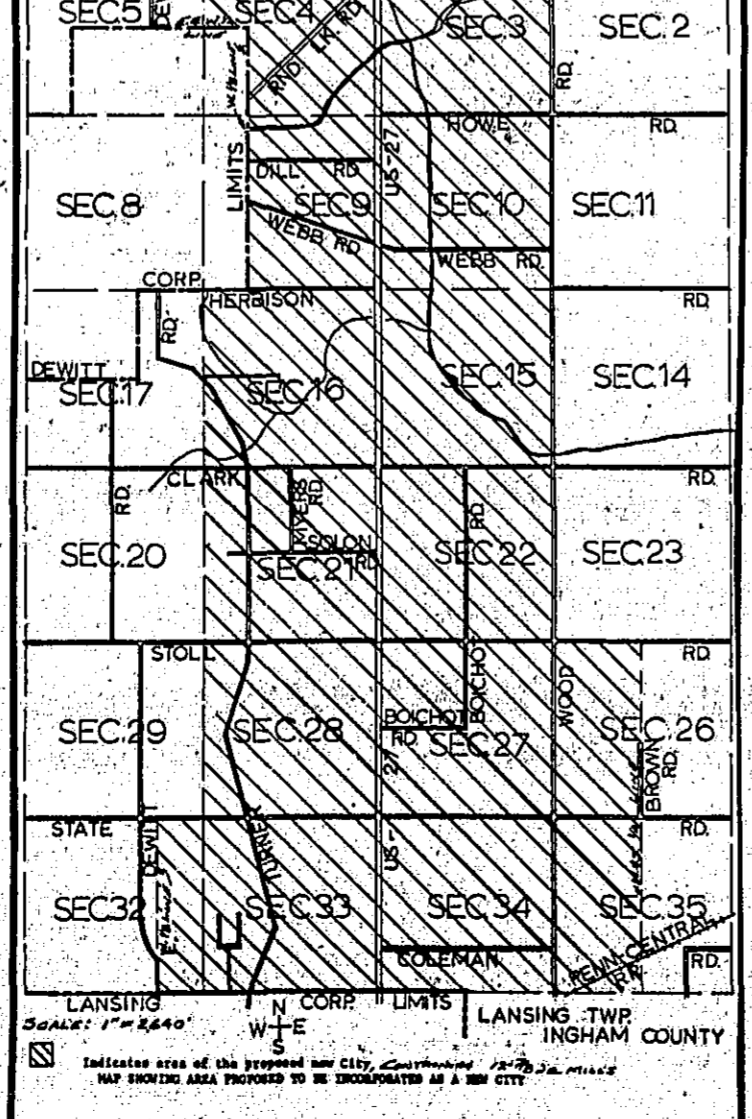 SEC.5 DE SEC.4 SEC.3 SEC. 2
RND LK. RD. RD.
HOWE RD.
LIMITS DILL RD US-27
SEC.8 SEC.9 SEC.10 SEC.11
WEBB RD WEBB RD.
CORP.
HERBISON RD.
RD.
DEWITT
SEC.17 SEC.16 SEC.15 SEC.14
CLARK RD.
RD. MYERS RD. RD.
SOLON RD
SEC.20 SEC.21 SEC.22 SEC.23
STOLL RD.
BOICHOT WOOD
BOICHOT RD
SEC.29 SEC.28 SEC.27 SEC.26
US-27
BROWN RD.
STATE RD.
DEWITT TURNER
SEC.32 SEC.33 SEC.34 SEC.35
COLEMAN RD.
PENN-CENTRAL R.R.
LANSING CORP. LIMITS
N
W E
S
LANSING TWP.
INGHAM COUNTY
SCALE: 1"= 2,640'
Indicates area of the proposed new City,
MAP SHOWING AREA PROPOSED TO BE INCORPORATED AS A NEW CITY